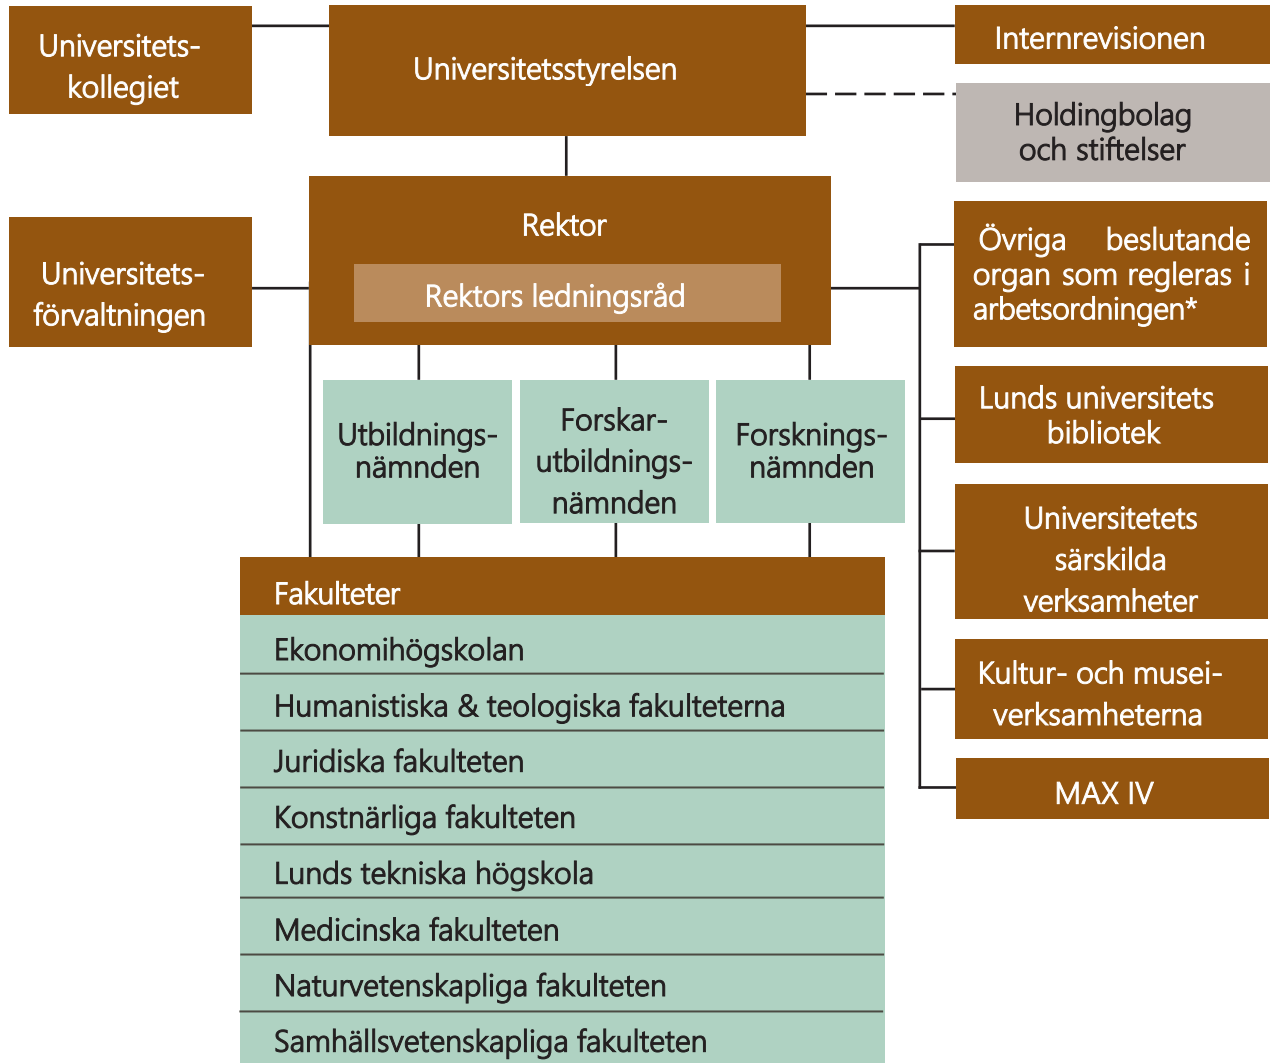 Universitets-
kollegiet
Universitetsstyrelsen
Internrevisionen
Holdingbolag
och stiftelser
Rektor
Rektors ledningsråd
Universitets-
förvaltningen
Övriga beslutande
organ som regleras i
arbetsordningen*
Lunds universitets
bibliotek
Universitetets
särskilda
verksamheter
Kultur- och musei-
verksamheterna
MAX IV
Utbildnings-
nämnden
Forskar-
utbildnings-
nämnden
Forsknings-
nämnden
Fakulteter
Ekonomihögskolan
Humanistiska & teologiska fakulteterna
Juridiska fakulteten
Konstnärliga fakulteten
Lunds tekniska högskola
Medicinska fakulteten
Naturvetenskapliga fakulteten
Samhällsvetenskapliga fakulteten